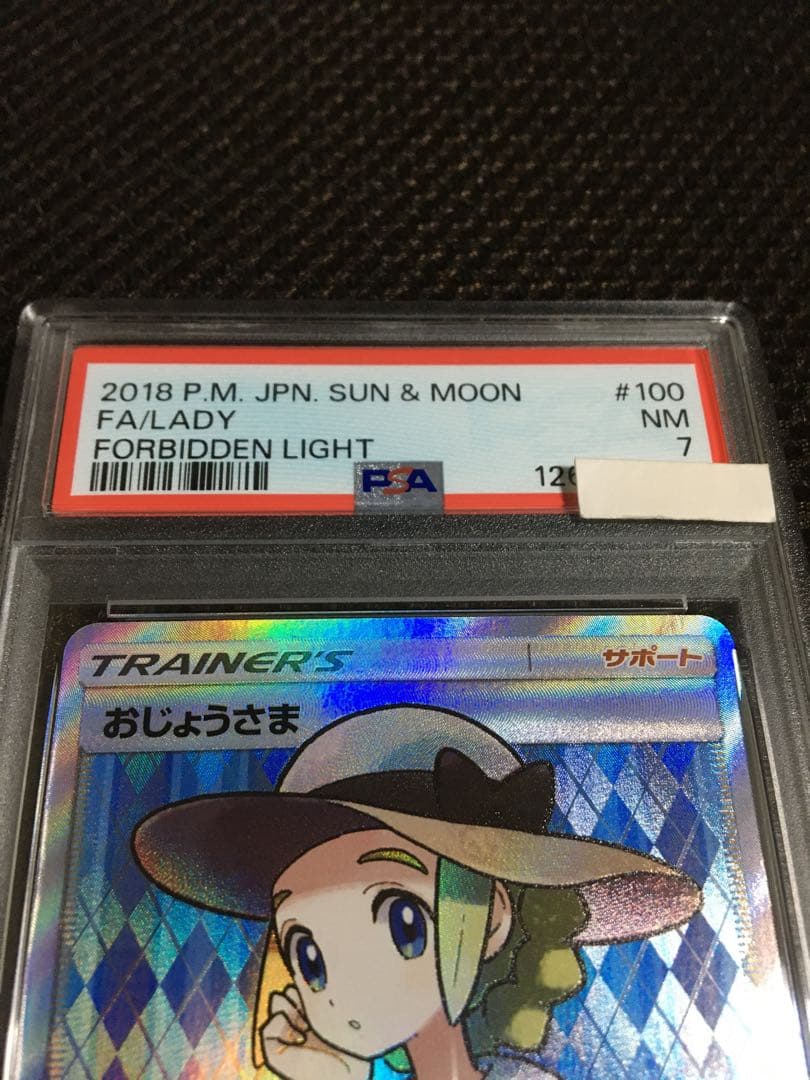 2018 P.M. JPN. SUN & MOON #100
FA/LADY NM
FORBIDDEN LIGHT 7
PSA 126
TRAINER'S サポート
おじょうさま